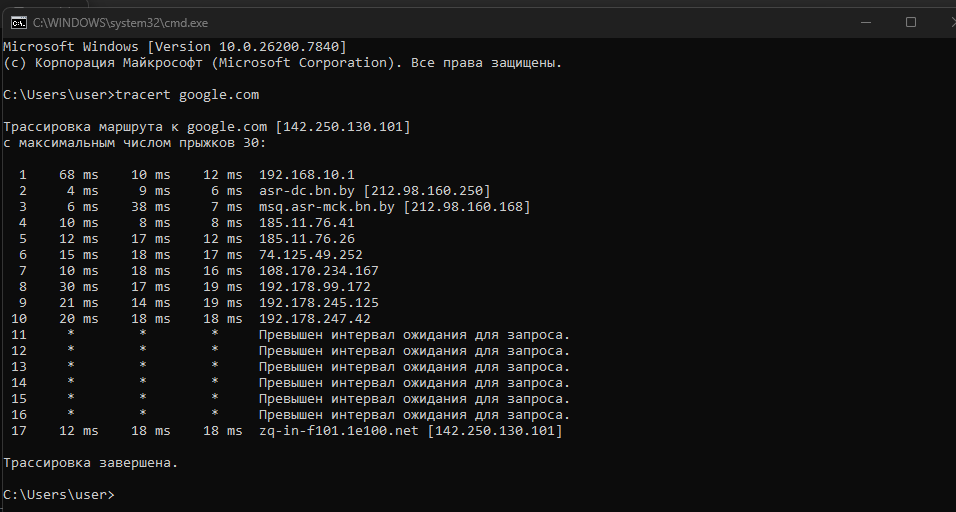 C:\WINDOWS\system32\cmd.exe
Microsoft Windows [Version 10.0.26200.7840]
(c) Корпорация Майкрософт (Microsoft Corporation). Все права защищены.
C:\Users\user>tracert google.com
Трассировка маршрута к google.com [142.250.130.101]
с максимальным числом прыжков 30:
1 68 ms 10 ms 12 ms 192.168.10.1
2 4 ms 9 ms 6 ms asr-dc.bn.by [212.98.160.250]
3 6 ms 38 ms 7 ms msq.asr-mck.bn.by [212.98.160.168]
4 10 ms 8 ms 8 ms 185.11.76.41
5 12 ms 17 ms 12 ms 185.11.76.26
6 15 ms 18 ms 17 ms 74.125.49.252
7 10 ms 18 ms 16 ms 108.170.234.167
8 30 ms 17 ms 19 ms 192.178.99.172
9 21 ms 14 ms 19 ms 192.178.245.125
10 20 ms 18 ms 18 ms 192.178.247.42
11 * * * Превышен интервал ожидания для запроса.
12 * * * Превышен интервал ожидания для запроса.
13 * * * Превышен интервал ожидания для запроса.
14 * * * Превышен интервал ожидания для запроса.
15 * * * Превышен интервал ожидания для запроса.
16 * * * Превышен интервал ожидания для запроса.
17 12 ms 18 ms 18 ms zq-in-f101.1e100.net [142.250.130.101]
Трассировка завершена.
C:\Users\user>